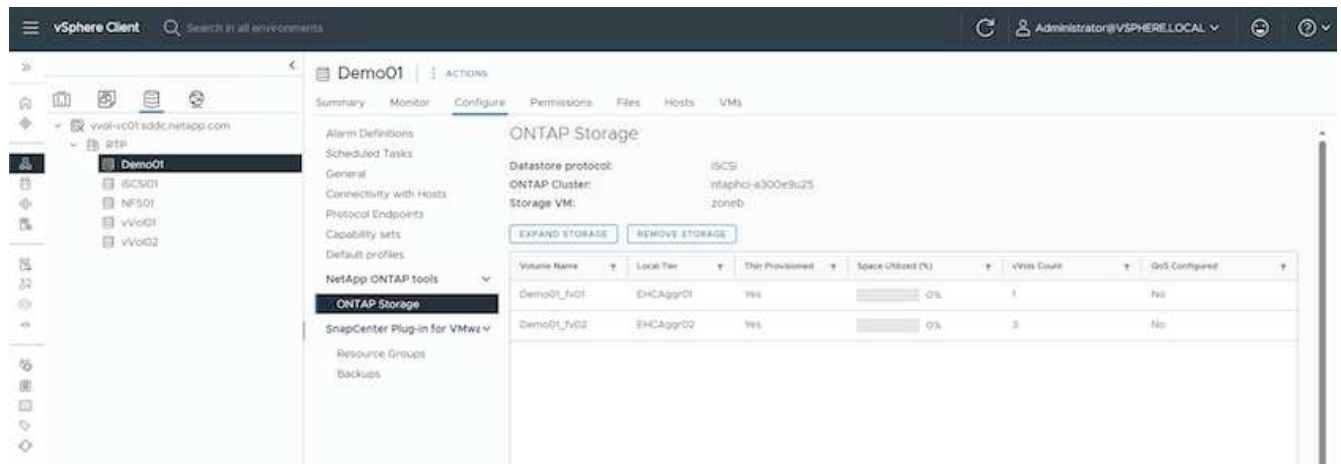 vSphere Client Search in all environments Administrator@VSPHERE.LOCAL
Demo01 ACTIONS
Summary Monitor Configure Permissions Files Hosts VMs
vvol-vc01.sddc.netapp.com
RTP
Demo01
iSCSI01
NFS01
vVol01
vVol02
Alarm Definitions
Scheduled Tasks
General
Connectivity with Hosts
Protocol Endpoints
Capability sets
Default profiles
NetApp ONTAP tools
ONTAP Storage
SnapCenter Plug-in for VMwa
Resource Groups
Backups
ONTAP Storage
Datastore protocol: iSCSI
ONTAP Cluster: ntaphci-a300e9u25
Storage VM: zoneb
EXPAND STORAGE REMOVE STORAGE
Volume Name Local Tier Thin Provisioned Space Utilized (%) vVols Count QoS Configured
Demo01_fv01 EHCAggr01 Yes 0% 1 No
Demo01_fv02 EHCAggr02 Yes 0% 3 No